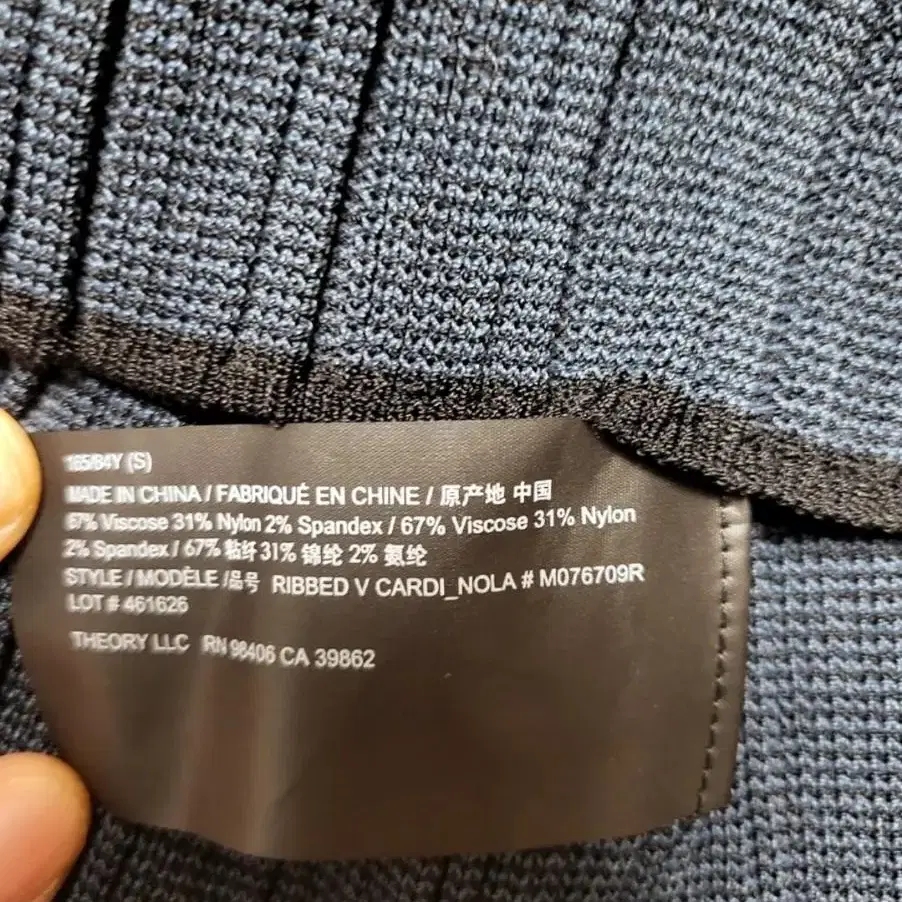 165/84Y (S)
MADE IN CHINA / FABRIQUÉ EN CHINE / 原产地 中国
67% Viscose 31% Nylon 2% Spandex / 67% Viscose 31% Nylon
2% Spandex / 67% 粘纤 31% 锦纶 2% 氨纶
STYLE / MODÈLE /品号 RIBBED V CARDI_NOLA # M076709R
LOT # 461626
THEORY LLC RN 98406 CA 39862